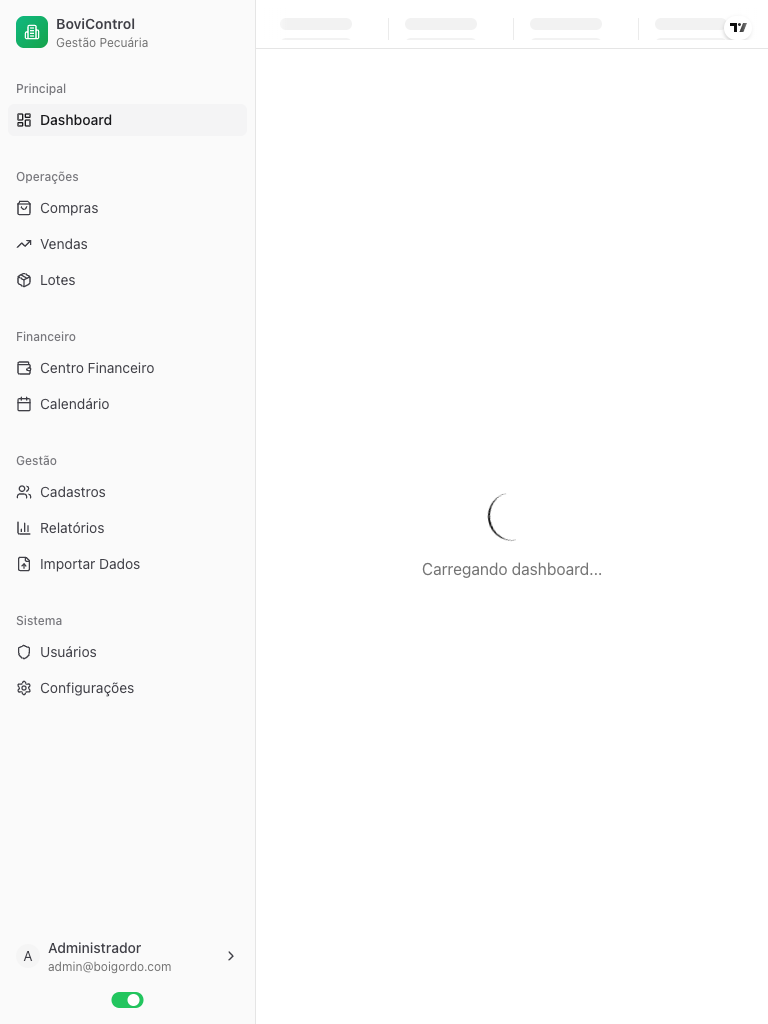 BoviControl
Gestão Pecuária
Principal
Dashboard
Operações
Compras
Vendas
Lotes
Financeiro
Centro Financeiro
Calendário
Gestão
Cadastros
Relatórios
Importar Dados
Sistema
Usuários
Configurações
A
Administrador
admin@boigordo.com
Carregando dashboard...